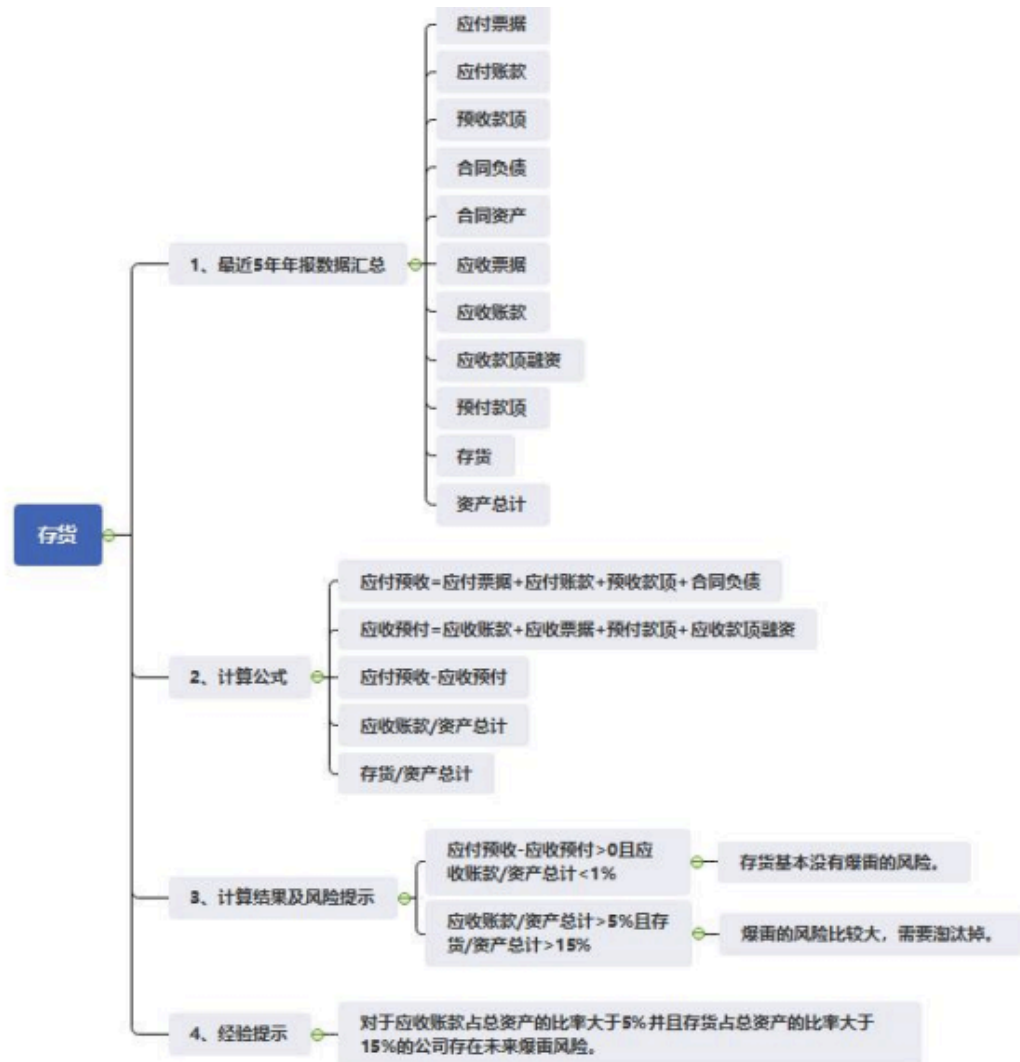 应付票据
应付账款
预收款顶
合同负债
合同资产
1、最近5年年报数据汇总
应收票据
应收账款
应收款顶融资
预付款顶
存货
资产总计
存货
应付预收=应付票据+应付账款+预收款顶+合同负债
应收预付=应收账款+应收票据+预付款顶+应收款顶融资
2、计算公式
应付预收-应收预付
应收账款/资产总计
存货/资产总计
应付预收-应收预付>0且应
收账款/资产总计<1%
存货基本没有爆雷的风险。
3、计算结果及风险提示
应收账款/资产总计>5%且存
货/资产总计>15%
爆雷的风险比较大，需要淘汰掉。
4、经验提示
对于应收账款占总资产的比率大于5%并且存货占总资产的比率大于
15%的公司存在未来爆雷风险。